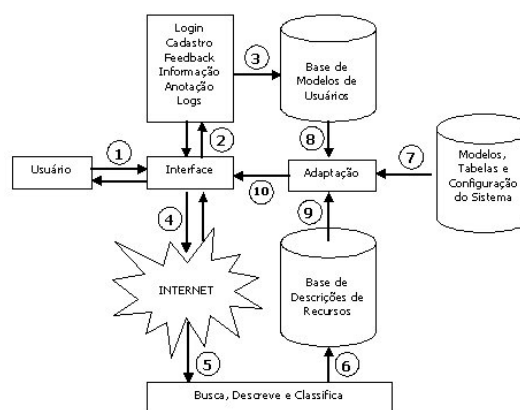 Login
Cadastro
Feedback
Informação
Anotação
Logs
3
Base de
Modelos de
Usuários
1
2
8
7
Usuário
Interface
Adaptação
Modelos,
Tabelas e
Configuração
do Sistema
10
4
9
INTERNET
Base de
Descrições de
Recursos
5
6
Busca, Descreve e Classifica